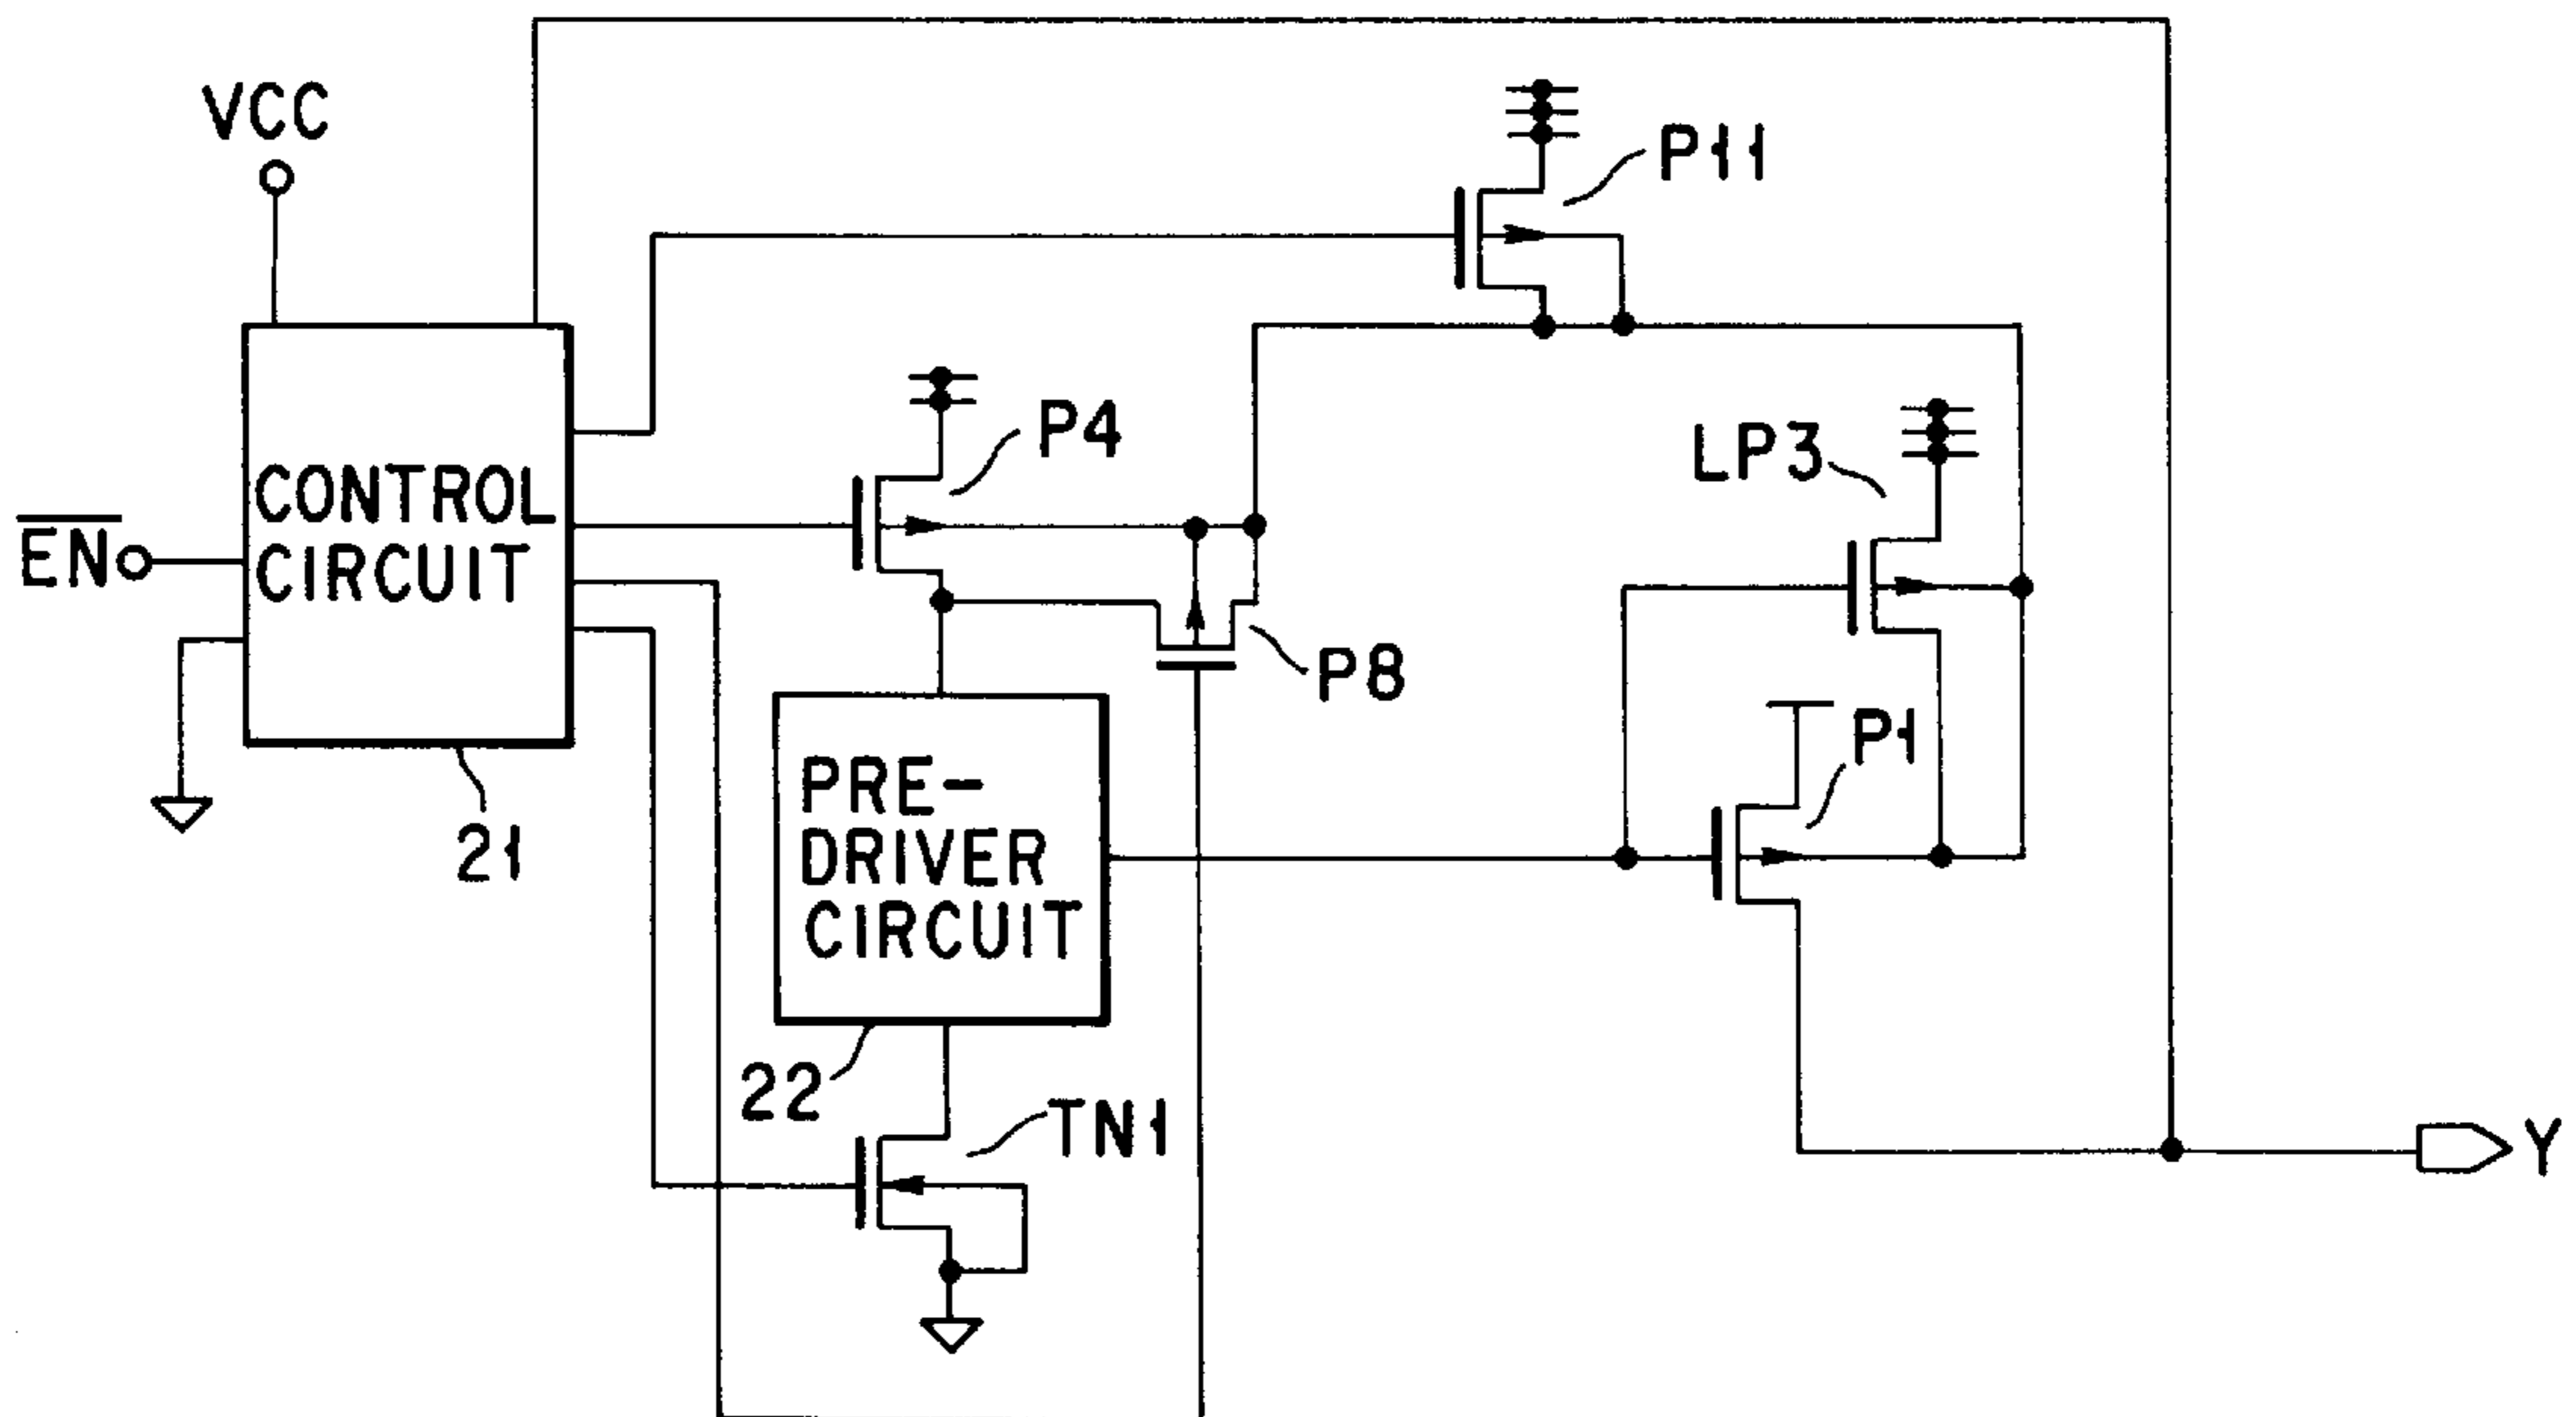 VCC
P11
P4
LP3
CONTROL
CIRCUIT
EN
P8
P1
PRE-
DRIVER
CIRCUIT
21
22
TN1
Y